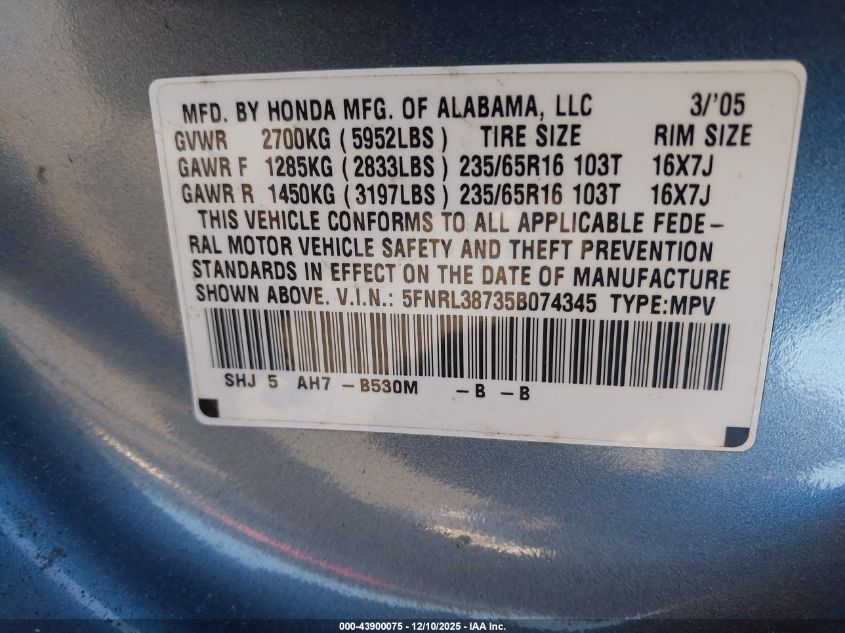 MFD. BY HONDA MFG. OF ALABAMA, LLC 3/'05
GVWR 2700KG (5952LBS) TIRE SIZE RIM SIZE
GAWR F 1285KG (2833LBS) 235/65R16 103T 16X7J
GAWR R 1450KG (3197LBS) 235/65R16 103T 16X7J
THIS VEHICLE CONFORMS TO ALL APPLICABLE FEDE-
RAL MOTOR VEHICLE SAFETY AND THEFT PREVENTION
STANDARDS IN EFFECT ON THE DATE OF MANUFACTURE
SHOWN ABOVE. V.I.N.: 5FNRL38735B074345 TYPE:MPV
SHJ 5 AH7 -B530M -B -B
000-43900075 - 12/10/2025 - IAA Inc.